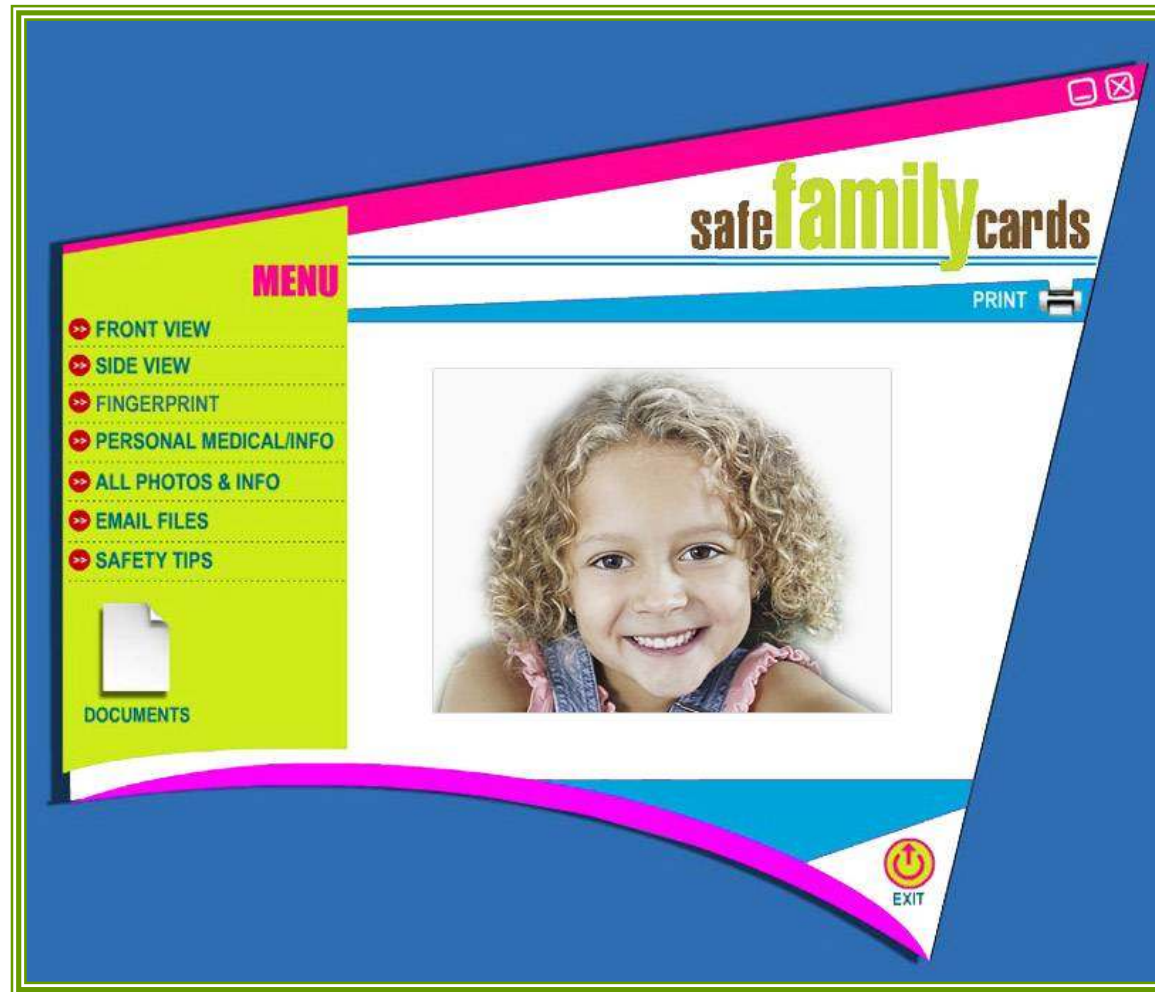 safefamilycards
PRINT
MENU
FRONT VIEW
SIDE VIEW
FINGERPRINT
PERSONAL MEDICAL/INFO
ALL PHOTOS & INFO
EMAIL FILES
SAFETY TIPS
DOCUMENTS
EXIT